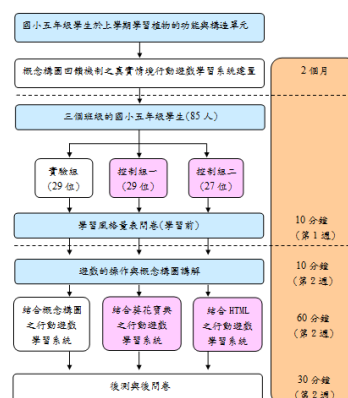 國小五年級學生於上學期學習植物的功能與構造單元
概念構圖回饋機制之真實情境行動遊戲學習系統建置
2 個月
三個班級的國小五年級學生(85 人)
實驗組
(29 位)
控制組一
(29 位)
控制組二
(27 位)
學習風格量表問卷(學習前)
10 分鐘
(第 1 週)
遊戲的操作與概念構圖講解
10 分鐘
(第 2 週)
結合概念構圖
之行動遊戲
學習系統
結合葵花寶典
之行動遊戲
學習系統
結合 HTML
之行動遊戲
學習系統
60 分鐘
(第 2 週)
後測與後問卷
30 分鐘
(第 2 週)